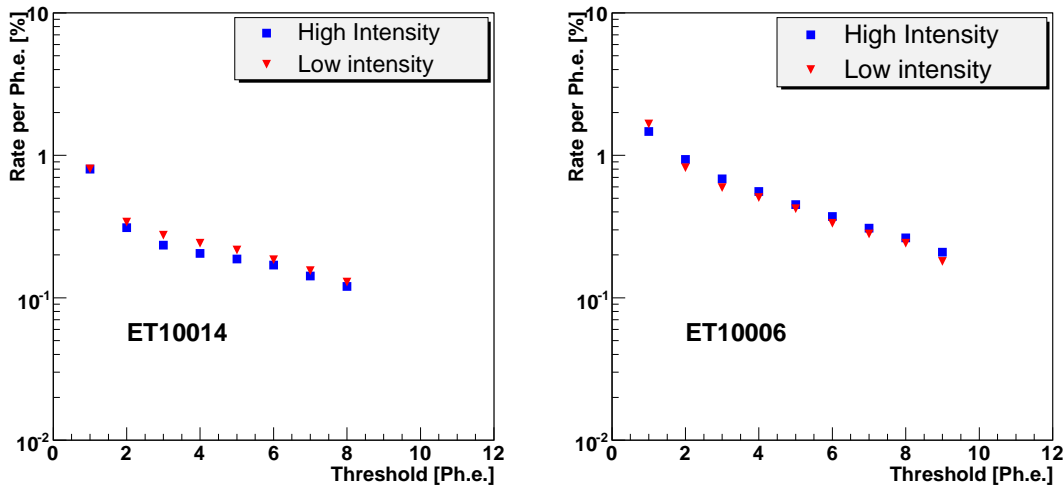 Rate per Ph.e. [%]
10
1
10-1
10-2
High Intensity
Low intensity
ET10014
0 2 4 6 8 10 12
Threshold [Ph.e.]
Rate per Ph.e. [%]
10
1
10-1
10-2
High Intensity
Low intensity
ET10006
0 2 4 6 8 10 12
Threshold [Ph.e.]